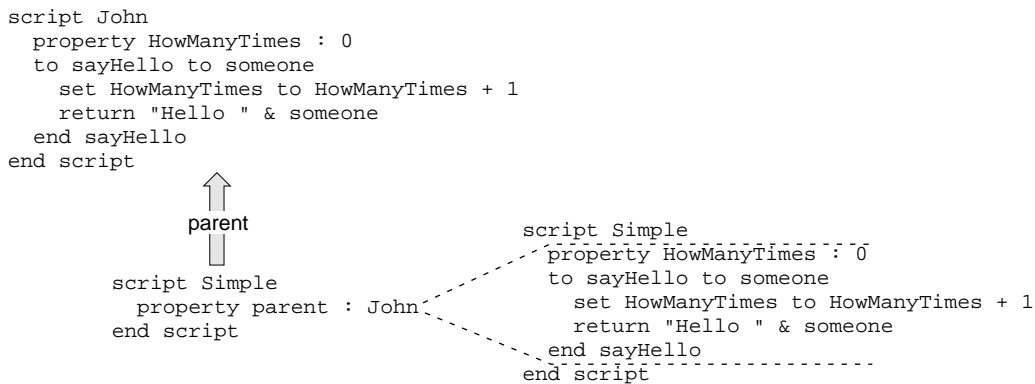 script John
property HowManyTimes : 0
to sayHello to someone
set HowManyTimes to HowManyTimes + 1
return "Hello " & someone
end sayHello
end script
parent
script Simple
property parent : John
end script
script Simple
property HowManyTimes : 0
to sayHello to someone
set HowManyTimes to HowManyTimes + 1
return "Hello " & someone
end sayHello
end script